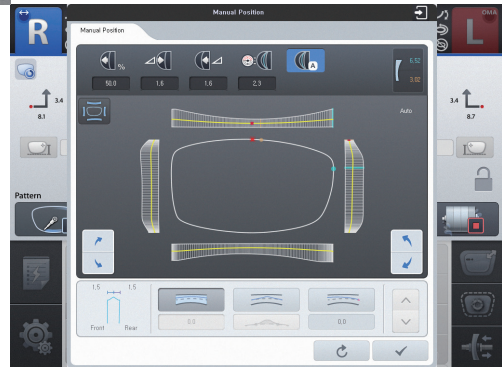 Manual Position
DMA
Manual Position
R
L
%
A
6.52
3.02
50.0
1.6
1.6
2.3
Auto
3.4
8.1
3.4
8.7
Pattern
1.5
1.5
Front
Rear
0.0
0.0